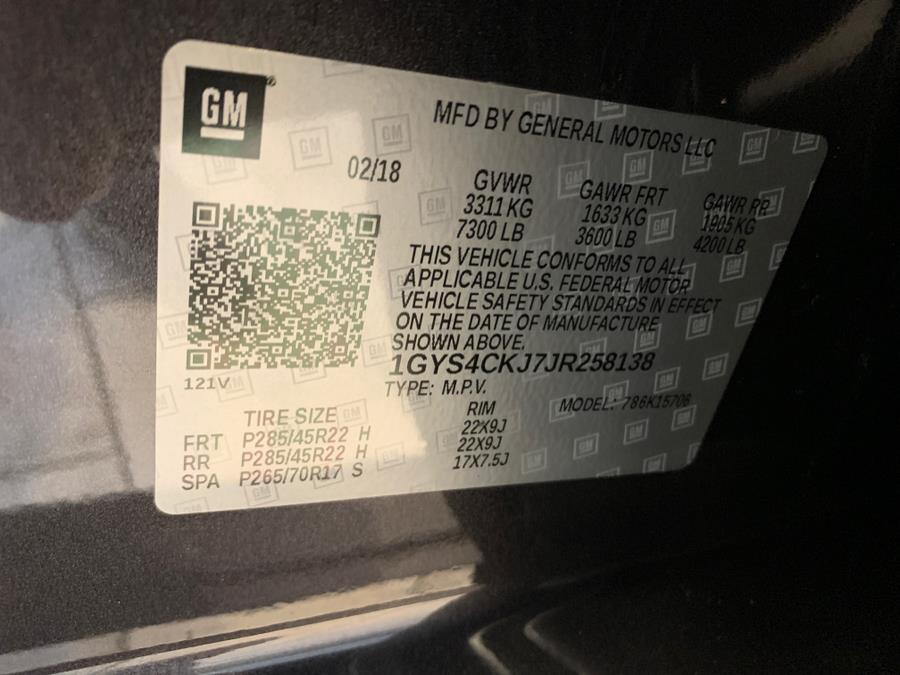 GM
MFD BY GENERAL MOTORS LLC
02/18
GVWR GAWR FRT GAWR RR
3311 KG 1633 KG 1905 KG
7300 LB 3600 LB 4200 LB
THIS VEHICLE CONFORMS TO ALL
APPLICABLE U.S. FEDERAL MOTOR
VEHICLE SAFETY STANDARDS IN EFFECT
ON THE DATE OF MANUFACTURE
SHOWN ABOVE.
1GYS4CKJ7JR258138
121V
TYPE: M.P.V. MODEL: 786K15706
TIRE SIZE RIM
FRT P285/45R22 H 22X9J
RR P285/45R22 H 22X9J
SPA P265/70R17 S 17X7.5J